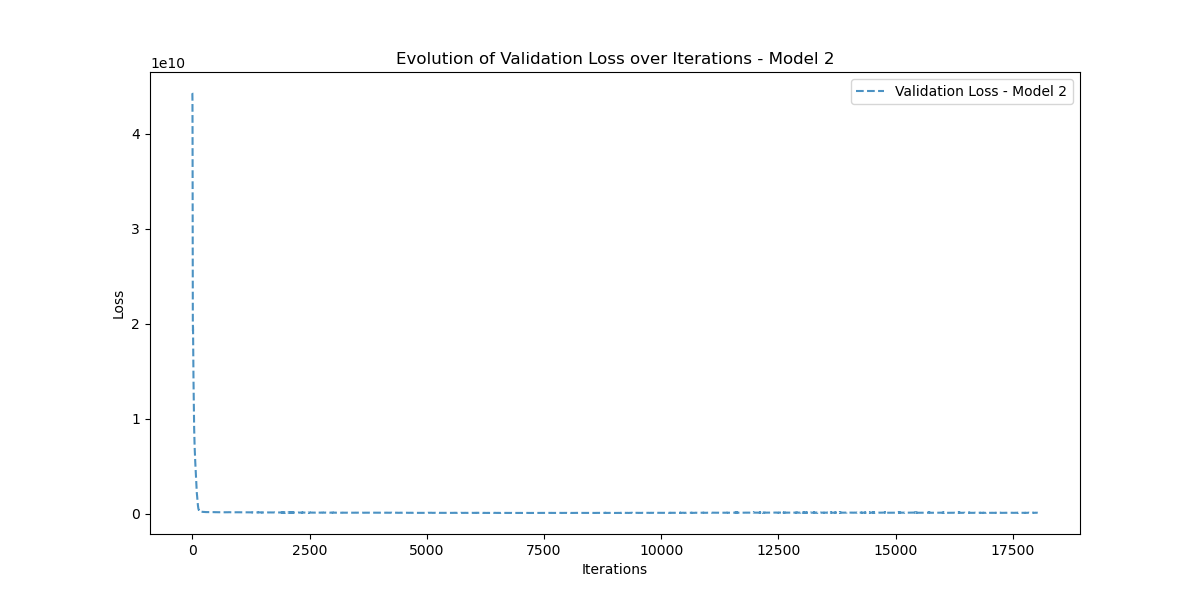 Evolution of Validation Loss over Iterations - Model 2
1e10
Validation Loss - Model 2
4
3
2
1
0
Loss
0 2500 5000 7500 10000 12500 15000 17500
Iterations